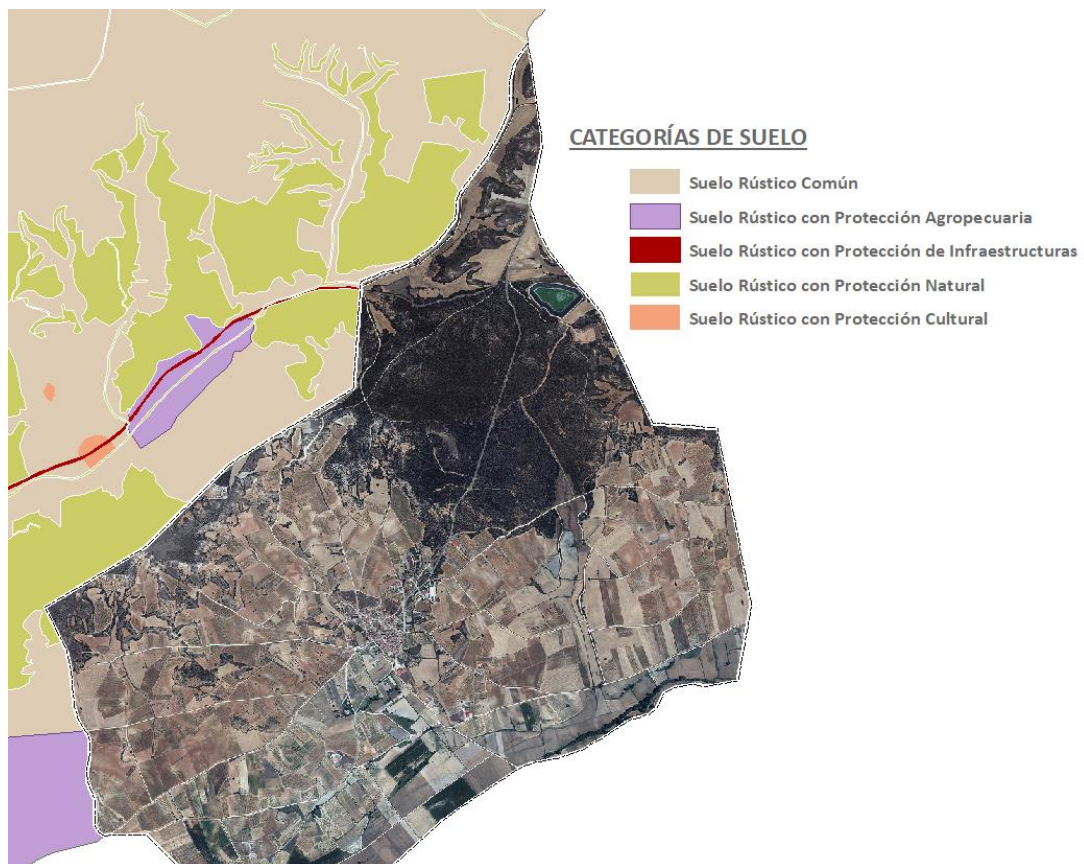 CATEGORÍAS DE SUELO
Suelo Rústico Común
Suelo Rústico con Protección Agropecuaria
Suelo Rústico con Protección de Infraestructuras
Suelo Rústico con Protección Natural
Suelo Rústico con Protección Cultural